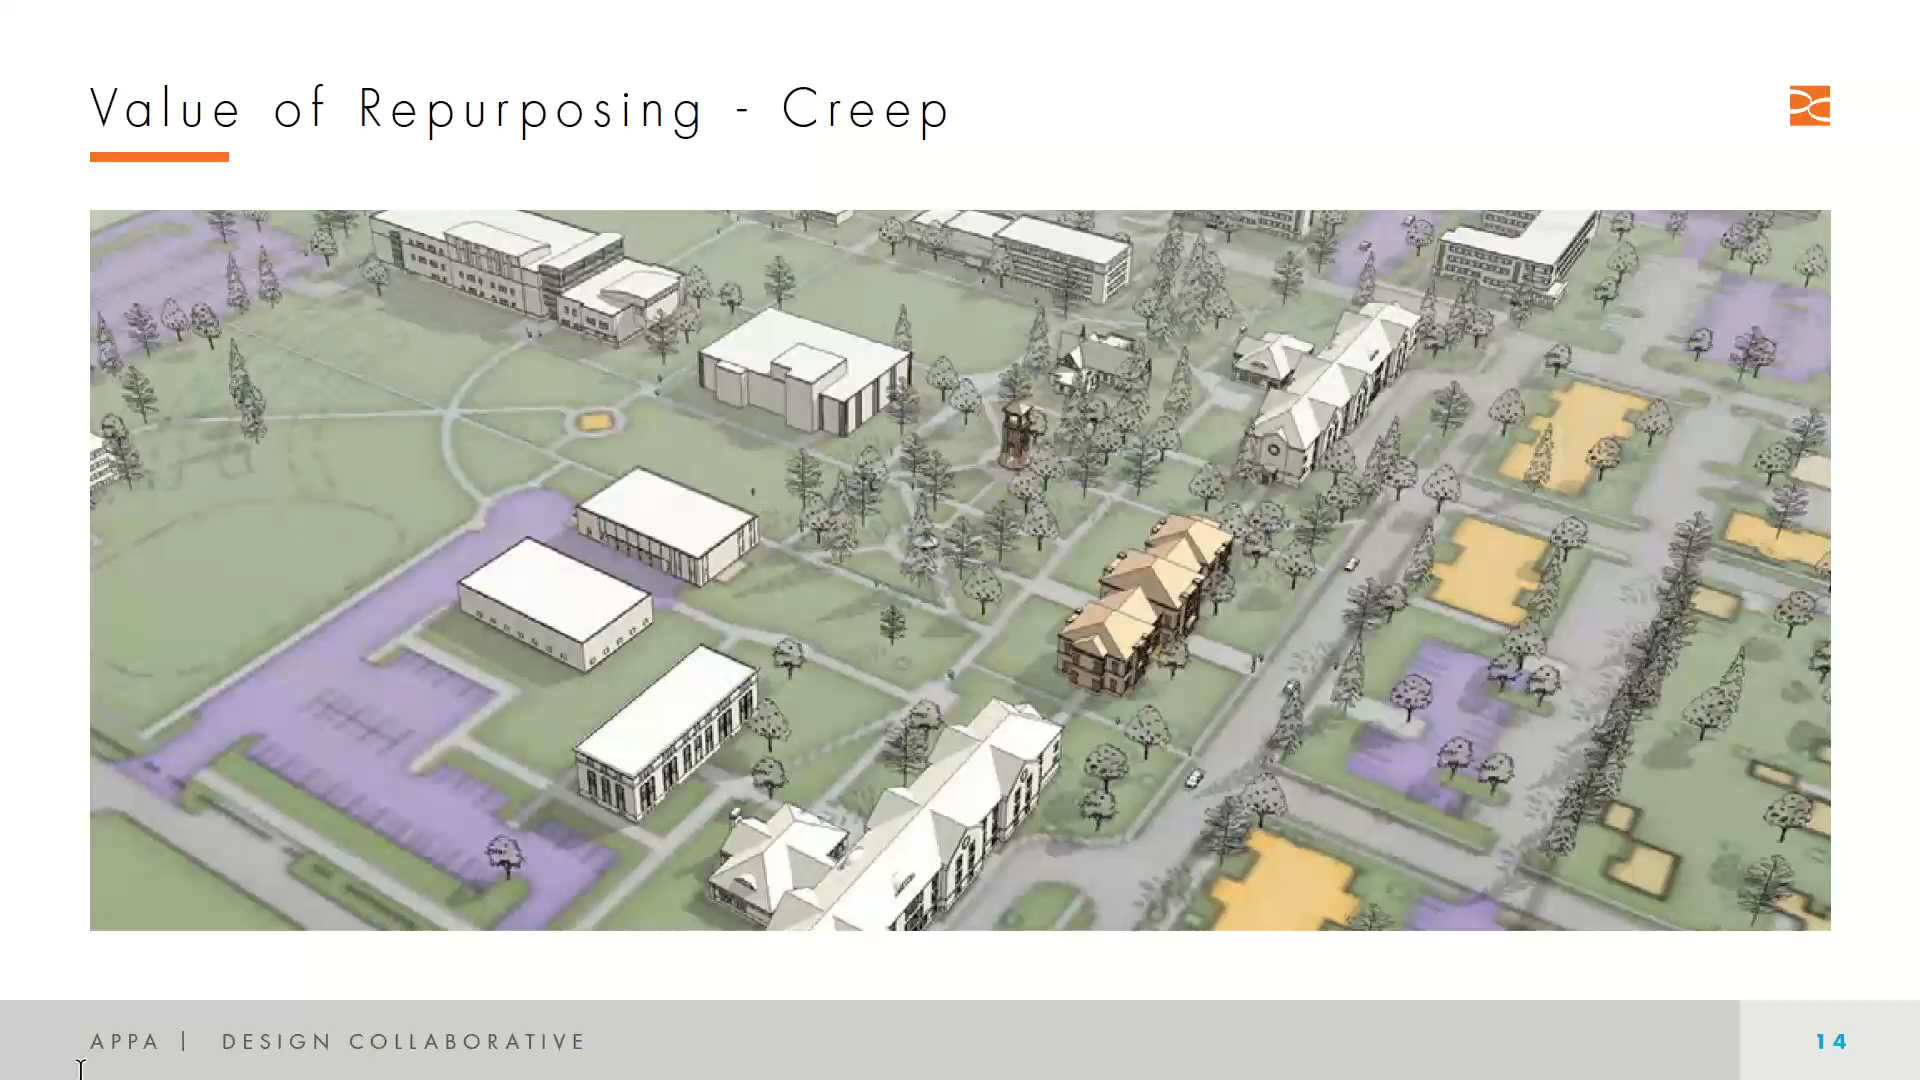 Value of Repurposing - Creep
APPA | DESIGN COLLABORATIVE
14